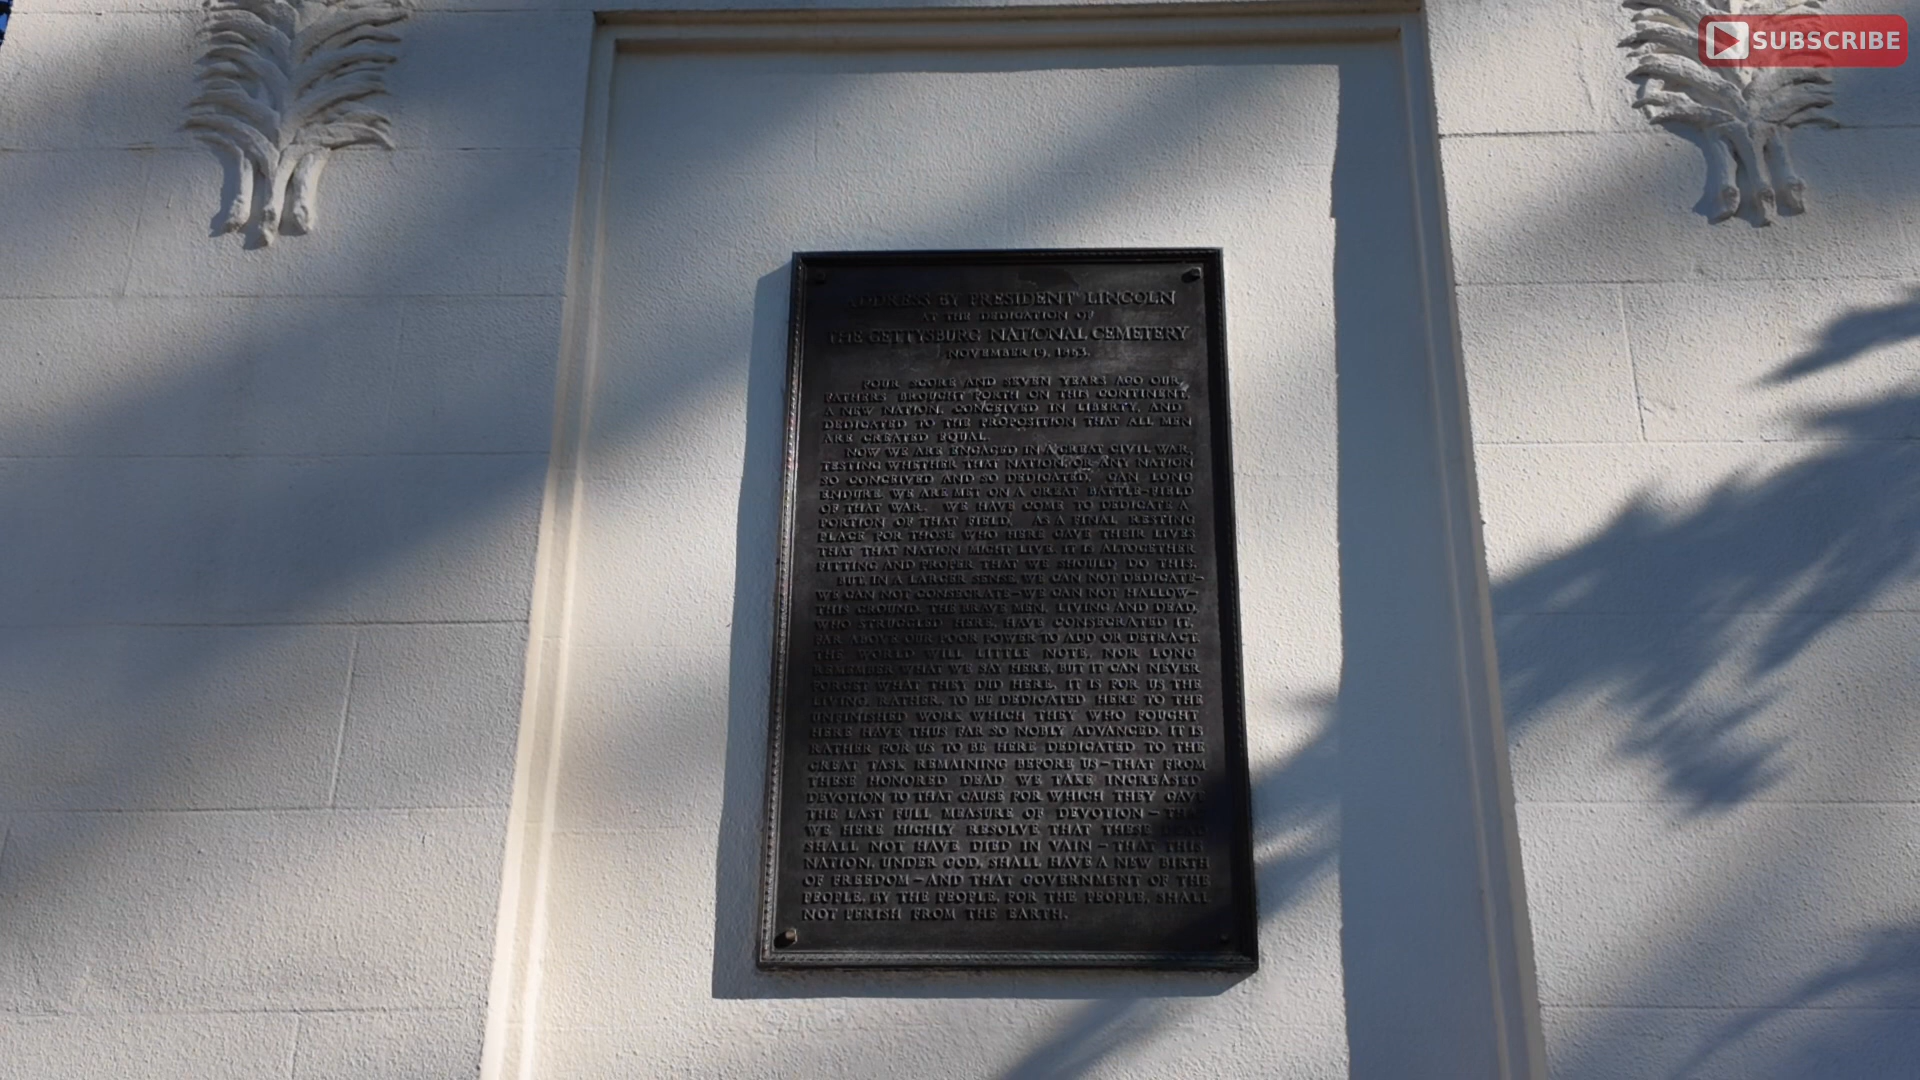 SUBSCRIBE
ADDRESS BY PRESIDENT LINCOLN
AT THE DEDICATION OF
THE GETTYSBURG NATIONAL CEMETERY
NOVEMBER 19, 1863.
FOUR SCORE AND SEVEN YEARS AGO OUR
FATHERS BROUGHT FORTH ON THIS CONTINENT,
A NEW NATION, CONCEIVED IN LIBERTY, AND
DEDICATED TO THE PROPOSITION THAT ALL MEN
ARE CREATED EQUAL.
NOW WE ARE ENGAGED IN A GREAT CIVIL WAR,
TESTING WHETHER THAT NATION, OR ANY NATION
SO CONCEIVED AND SO DEDICATED, CAN LONG
ENDURE. WE ARE MET ON A GREAT BATTLE-FIELD
OF THAT WAR. WE HAVE COME TO DEDICATE A
PORTION OF THAT FIELD, AS A FINAL RESTING
PLACE FOR THOSE WHO HERE GAVE THEIR LIVES
THAT THAT NATION MIGHT LIVE. IT IS ALTOGETHER
FITTING AND PROPER THAT WE SHOULD DO THIS.
BUT, IN A LARGER SENSE, WE CAN NOT DEDICATE—
WE CAN NOT CONSECRATE—WE CAN NOT HALLOW—
THIS GROUND. THE BRAVE MEN, LIVING AND DEAD,
WHO STRUGGLED HERE, HAVE CONSECRATED IT,
FAR ABOVE OUR POOR POWER TO ADD OR DETRACT.
THE WORLD WILL LITTLE NOTE, NOR LONG
REMEMBER WHAT WE SAY HERE, BUT IT CAN NEVER
FORGET WHAT THEY DID HERE. IT IS FOR US THE
LIVING, RATHER, TO BE DEDICATED HERE TO THE
UNFINISHED WORK WHICH THEY WHO FOUGHT
HERE HAVE THUS FAR SO NOBLY ADVANCED. IT IS
RATHER FOR US TO BE HERE DEDICATED TO THE
GREAT TASK REMAINING BEFORE US—THAT FROM
THESE HONORED DEAD WE TAKE INCREASED
DEVOTION TO THAT CAUSE FOR WHICH THEY GAVE
THE LAST FULL MEASURE OF DEVOTION—THAT
WE HERE HIGHLY RESOLVE THAT THESE DEAD
SHALL NOT HAVE DIED IN VAIN—THAT THIS
NATION, UNDER GOD, SHALL HAVE A NEW BIRTH
OF FREEDOM—AND THAT GOVERNMENT OF THE
PEOPLE, BY THE PEOPLE, FOR THE PEOPLE, SHALL
NOT PERISH FROM THE EARTH.